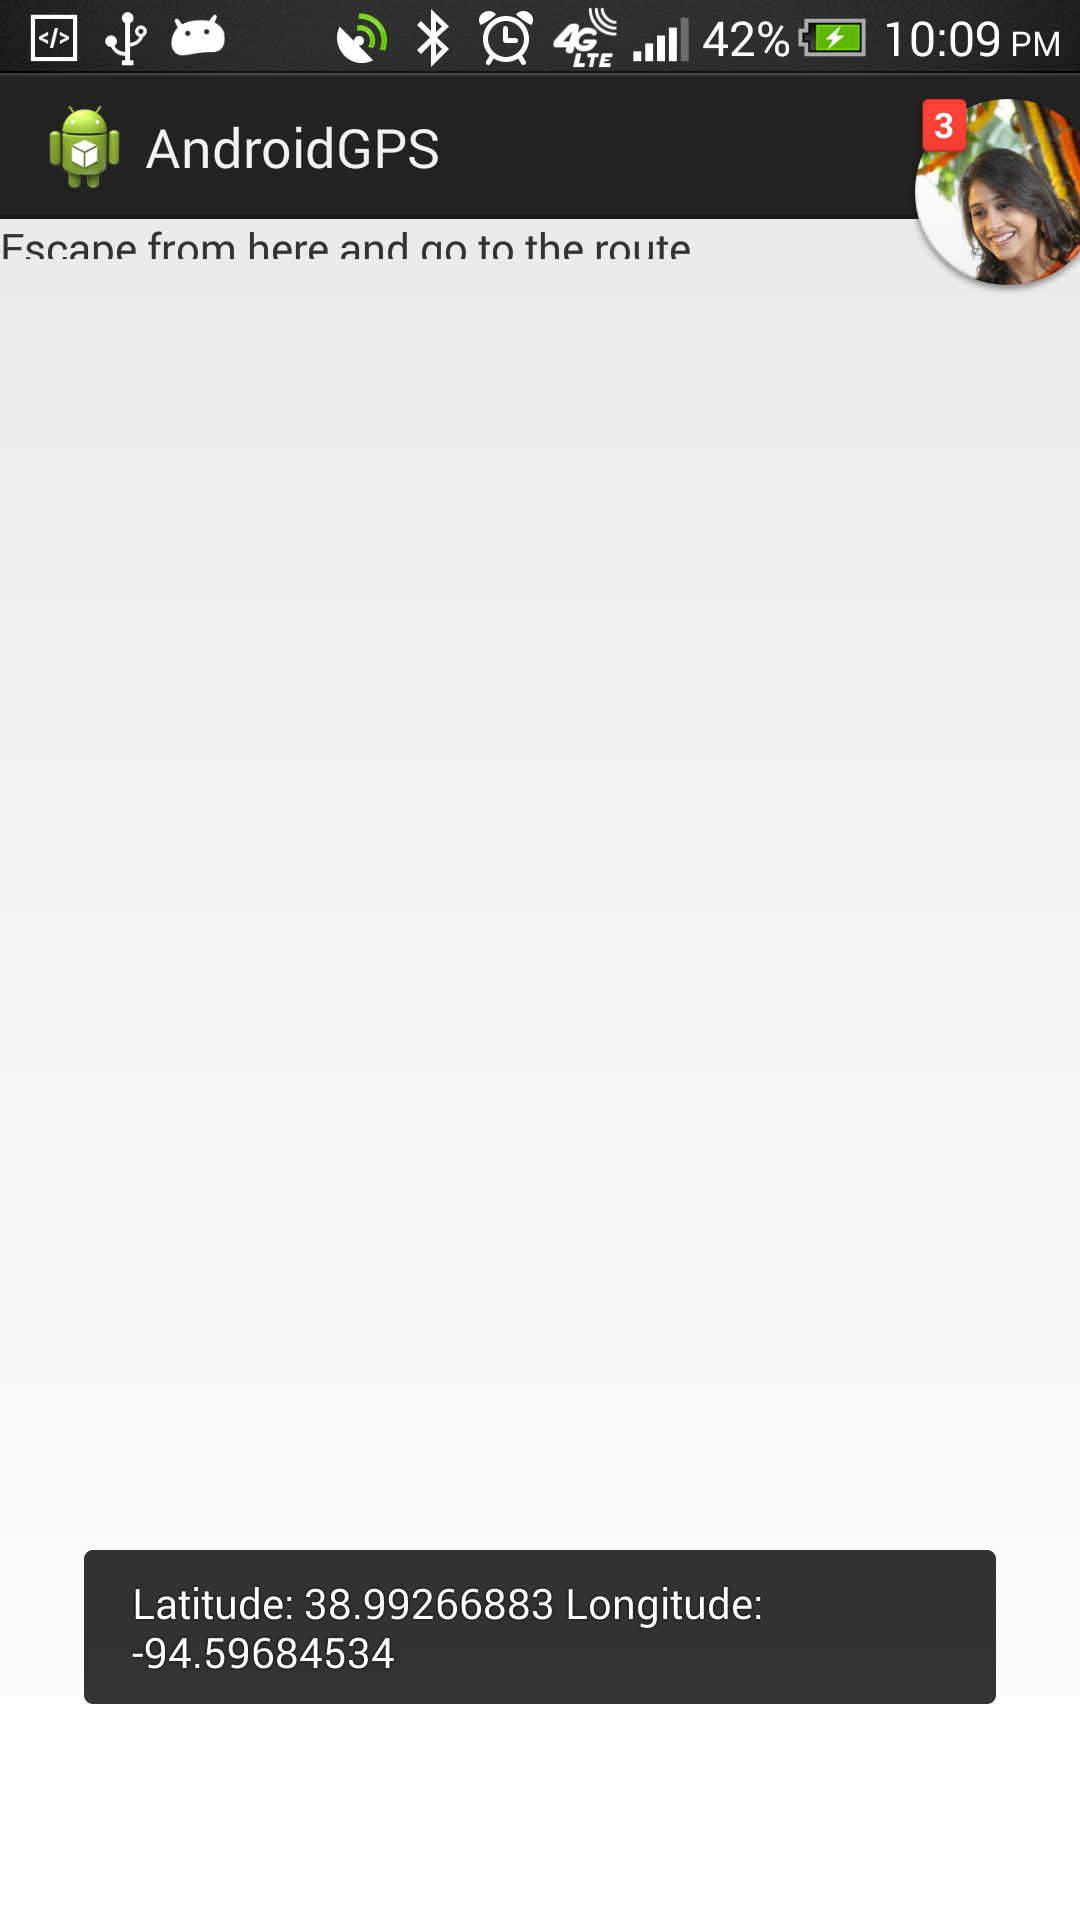 42% 10:09 PM
AndroidGPS
3
Escape from here and go to the route
Latitude: 38.99266883 Longitude:
-94.59684534